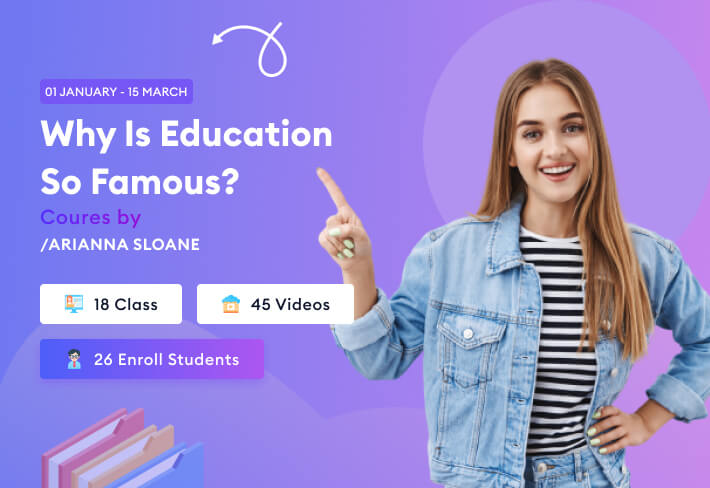 01 JANUARY - 15 MARCH
Why Is Education
So Famous?
Coures by
/ARIANNA SLOANE
18 Class
45 Videos
26 Enroll Students